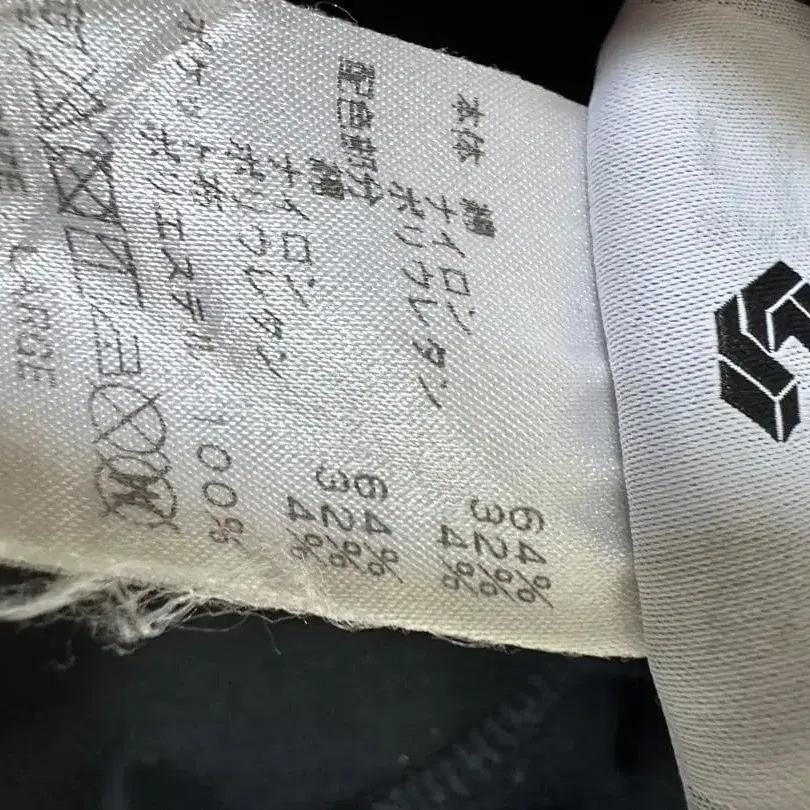 本体 綿 64%
ナイロン 32%
ポリウレタン 4%
配色部分
綿 64%
ナイロン 32%
ポリウレタン 4%
ポケット布
ポリエステル 100%
LARGE